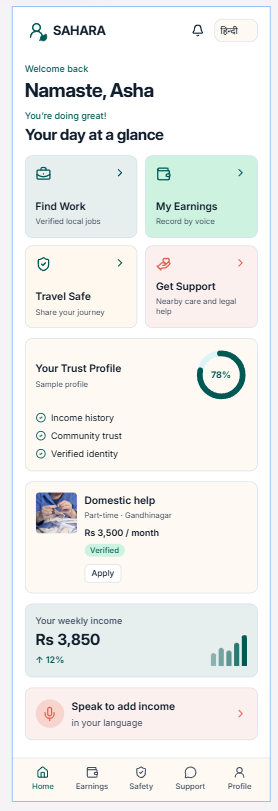 SAHARA
हिन्दी
Welcome back
Namaste, Asha
You're doing great!
Your day at a glance
Find Work
Verified local jobs
My Earnings
Record by voice
Travel Safe
Share your journey
Get Support
Nearby care and legal
help
Your Trust Profile
Sample profile
78%
Income history
Community trust
Verified identity
Domestic help
Part-time · Gandhinagar
Rs 3,500 / month
Verified
Apply
Your weekly income
Rs 3,850
↑ 12%
Speak to add income
in your language
Home
Earnings
Safety
Support
Profile